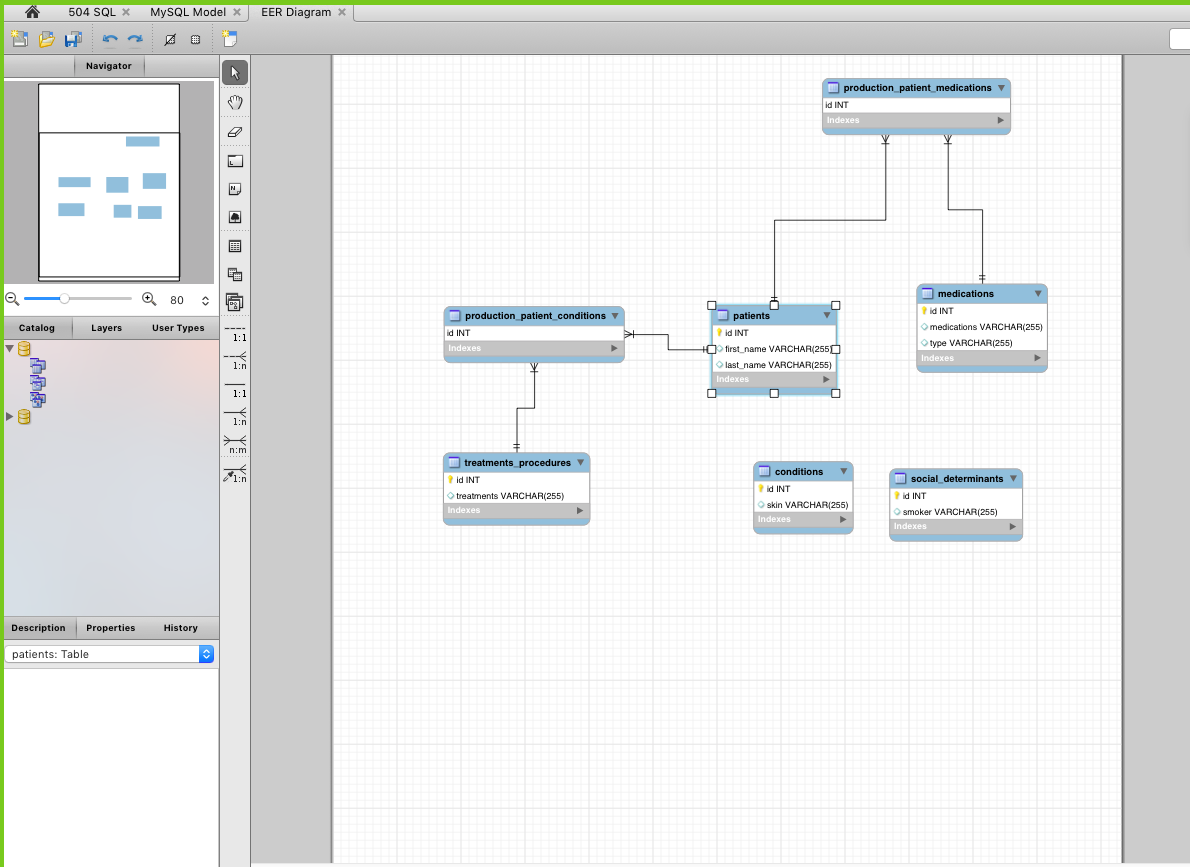 504 SQL
MySQL Model
EER Diagram
Navigator
80
Catalog
Layers
User Types
1:1
1:n
1:1
1:n
n:m
1:n
Description
Properties
History
patients: Table
production_patient_medications
id INT
Indexes
production_patient_conditions
id INT
Indexes
patients
id INT
first_name VARCHAR(255)
last_name VARCHAR(255)
Indexes
medications
id INT
medications VARCHAR(255)
type VARCHAR(255)
Indexes
treatments_procedures
id INT
treatments VARCHAR(255)
Indexes
conditions
id INT
skin VARCHAR(255)
Indexes
social_determinants
id INT
smoker VARCHAR(255)
Indexes